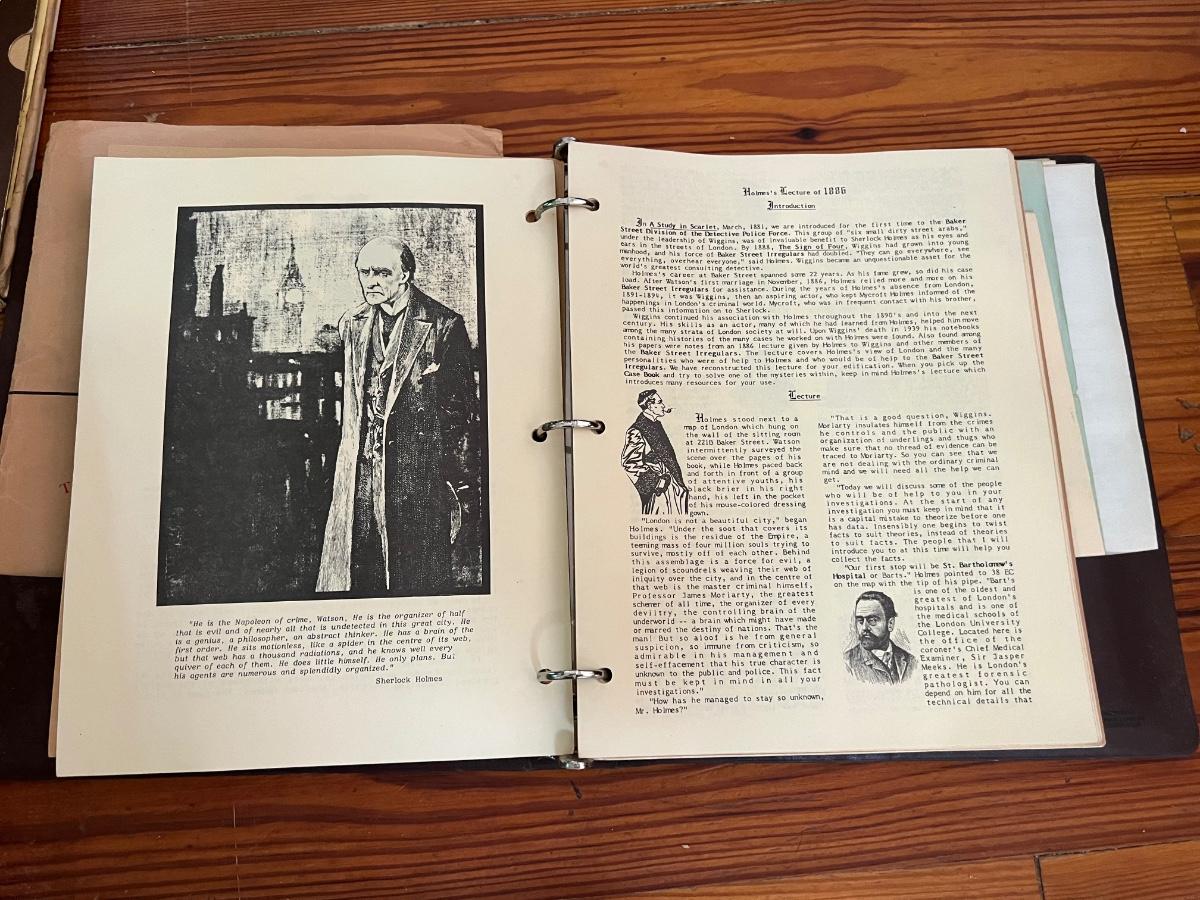 "He is the Napoleon of crime, Watson. He is the organizer of half
that is evil and of nearly all that is undetected in this great city. He
is a genius, a philosopher, an abstract thinker. He has a brain of the
first order. He sits motionless, like a spider in the centre of its web,
but that web has a thousand radiations, and he knows well every
quiver of each of them. He does little himself. He only plans. But
his agents are numerous and splendidly organized."
Sherlock Holmes
Holmes's Lecture of 1886
Introduction
In A Study in Scarlet, March, 1881, we are introduced for the first time to the Baker
Street Division of the Detective Police Force. This group of "six small dirty street arabs,"
under the leadership of Wiggins, was of invaluable benefit to Sherlock Holmes as his eyes and
ears in the streets of London. By 1888, The Sign of Four, Wiggins had grown into young
manhood, and his force of Baker Street Irregulars had doubled. "They can go everywhere, see
everything, overhear everyone," said Holmes. Wiggins became an unquestionable asset for the
world's greatest consulting detective.
Holmes's career at Baker Street spanned some 22 years. As his fame grew, so did his case
load. After Watson's first marriage in November, 1886, Holmes relied more and more on his
Baker Street Irregulars for assistance. During the years of Holmes's absence from London,
1891-1894, it was Wiggins, then an aspiring actor, who kept Mycroft Holmes informed of the
happenings in London's criminal world. Mycroft, who was in frequent contact with his brother,
passed this information on to Sherlock.
Wiggins continued his association with Holmes throughout the 1890's and into the next
century. His skills as an actor, many of which he had learned from Holmes, helped him move
among the many strata of London society at will. Upon Wiggins' death in 1939 his notebooks
containing histories of the many cases he worked on with Holmes were found. Also found among
his papers were notes from an 1886 lecture given by Holmes to Wiggins and other members of
the Baker Street Irregulars. The lecture covers Holmes's view of London and the many
personalities who were of help to Holmes and who would be of help to the Baker Street
Irregulars. We have reconstructed this lecture for your edification. When you pick up the
Case Book and try to solve one of the mysteries within, keep in mind Holmes's lecture which
introduces many resources for your use.
Lecture
Holmes stood next to a
map of London which hung on
the wall of the sitting room
at 221B Baker Street. Watson
intermittently surveyed the
scene over the pages of his
book, while Holmes paced back
and forth in front of a group
of attentive youths, his
black brier in his right
hand, his left in the pocket
of his mouse-colored dressing
gown.
"London is not a beautiful city," began
Holmes. "Under the soot that covers its
buildings is the residue of the Empire, a
teeming mass of four million souls trying to
survive, mostly off of each other. Behind
this assemblage is a force for evil, a
legion of scoundrels weaving their web of
iniquity over the city, and in the centre of
that web is the master criminal himself,
Professor James Moriarty, the greatest
schemer of all time, the organizer of every
deviltry, the controlling brain of the
underworld -- a brain which might have made
or marred the destiny of nations. That's the
man! But so aloof is he from general
suspicion, so immune from criticism, so
admirable in his management and
self-effacement that his true character is
unknown to the public and police. This fact
must be kept in mind in all your
investigations."
"How has he managed to stay so unknown,
Mr. Holmes?"
"That is a good question, Wiggins.
Moriarty insulates himself from the crimes
he controls and the public with an
organization of underlings and thugs who
make sure that no thread of evidence can be
traced to Moriarty. So you can see that we
are not dealing with the ordinary criminal
mind and we will need all the help we can
get.
"Today we will discuss some of the people
who will be of help to you in your
investigations. At the start of any
investigation you must keep in mind that it
is a capital mistake to theorize before one
has data. Insensibly one begins to twist
facts to suit theories, instead of theories
to suit facts. The people that I will
introduce you to at this time will help you
collect the facts.
"Our first stop will be St. Bartholomew's
Hospital or Barts." Holmes pointed to 38 EC
on the map with the tip of his pipe. "Bart's
is one of the oldest and
greatest of London's
hospitals and is one of
the medical schools of
the London University
College. Located here is
the office of the
coroner's Chief Medical
Examiner, Sir Jasper
Meeks. He is London's
greatest forensic
pathologist. You can
depend on him for all the
technical details that